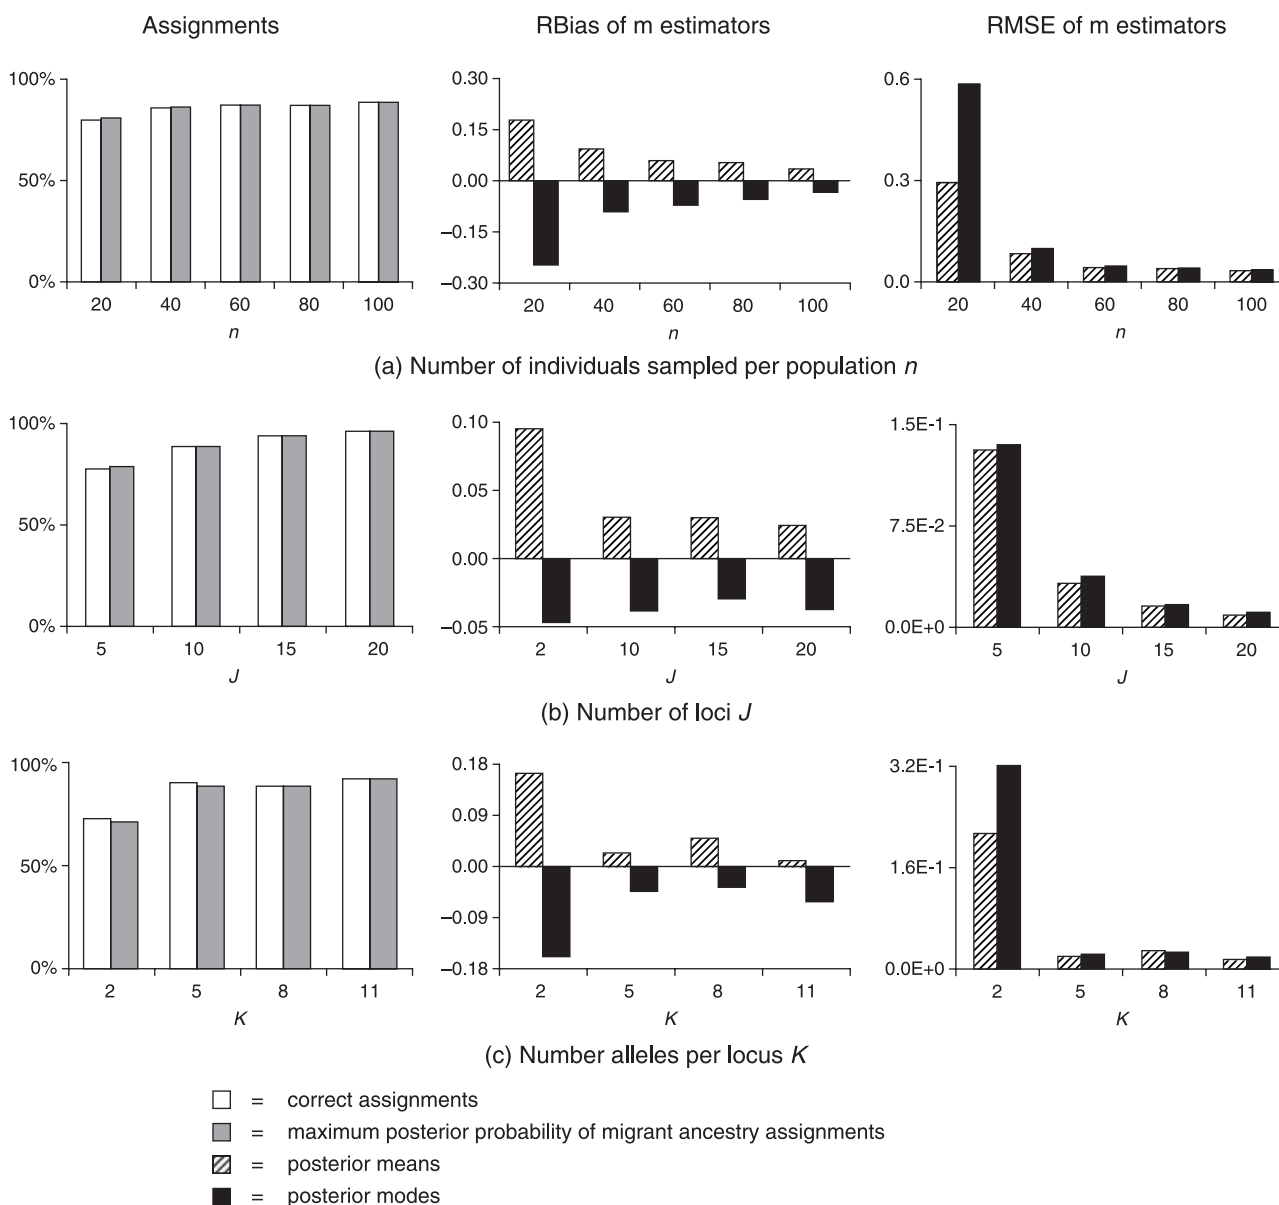 Assignments RBias of m estimators RMSE of m estimators
100% 0.30 0.6
0.15
50% 0.00 0.3
–0.15
0% –0.30 0.0
20 40 60 80 100 20 40 60 80 100 20 40 60 80 100
n n n
(a) Number of individuals sampled per population n
100% 0.10 1.5E-1
0.05
50% 7.5E-2
0.00
0% –0.05 0.0E+0
5 10 15 20 2 10 15 20 5 10 15 20
J J J
(b) Number of loci J
100% 0.18 3.2E-1
0.09
50% 0.00 1.6E-1
–0.09
0% –0.18 0.0E+0
2 5 8 11 2 5 8 11 2 5 8 11
K K K
(c) Number alleles per locus K
= correct assignments
= maximum posterior probability of migrant ancestry assignments
= posterior means
= posterior modes